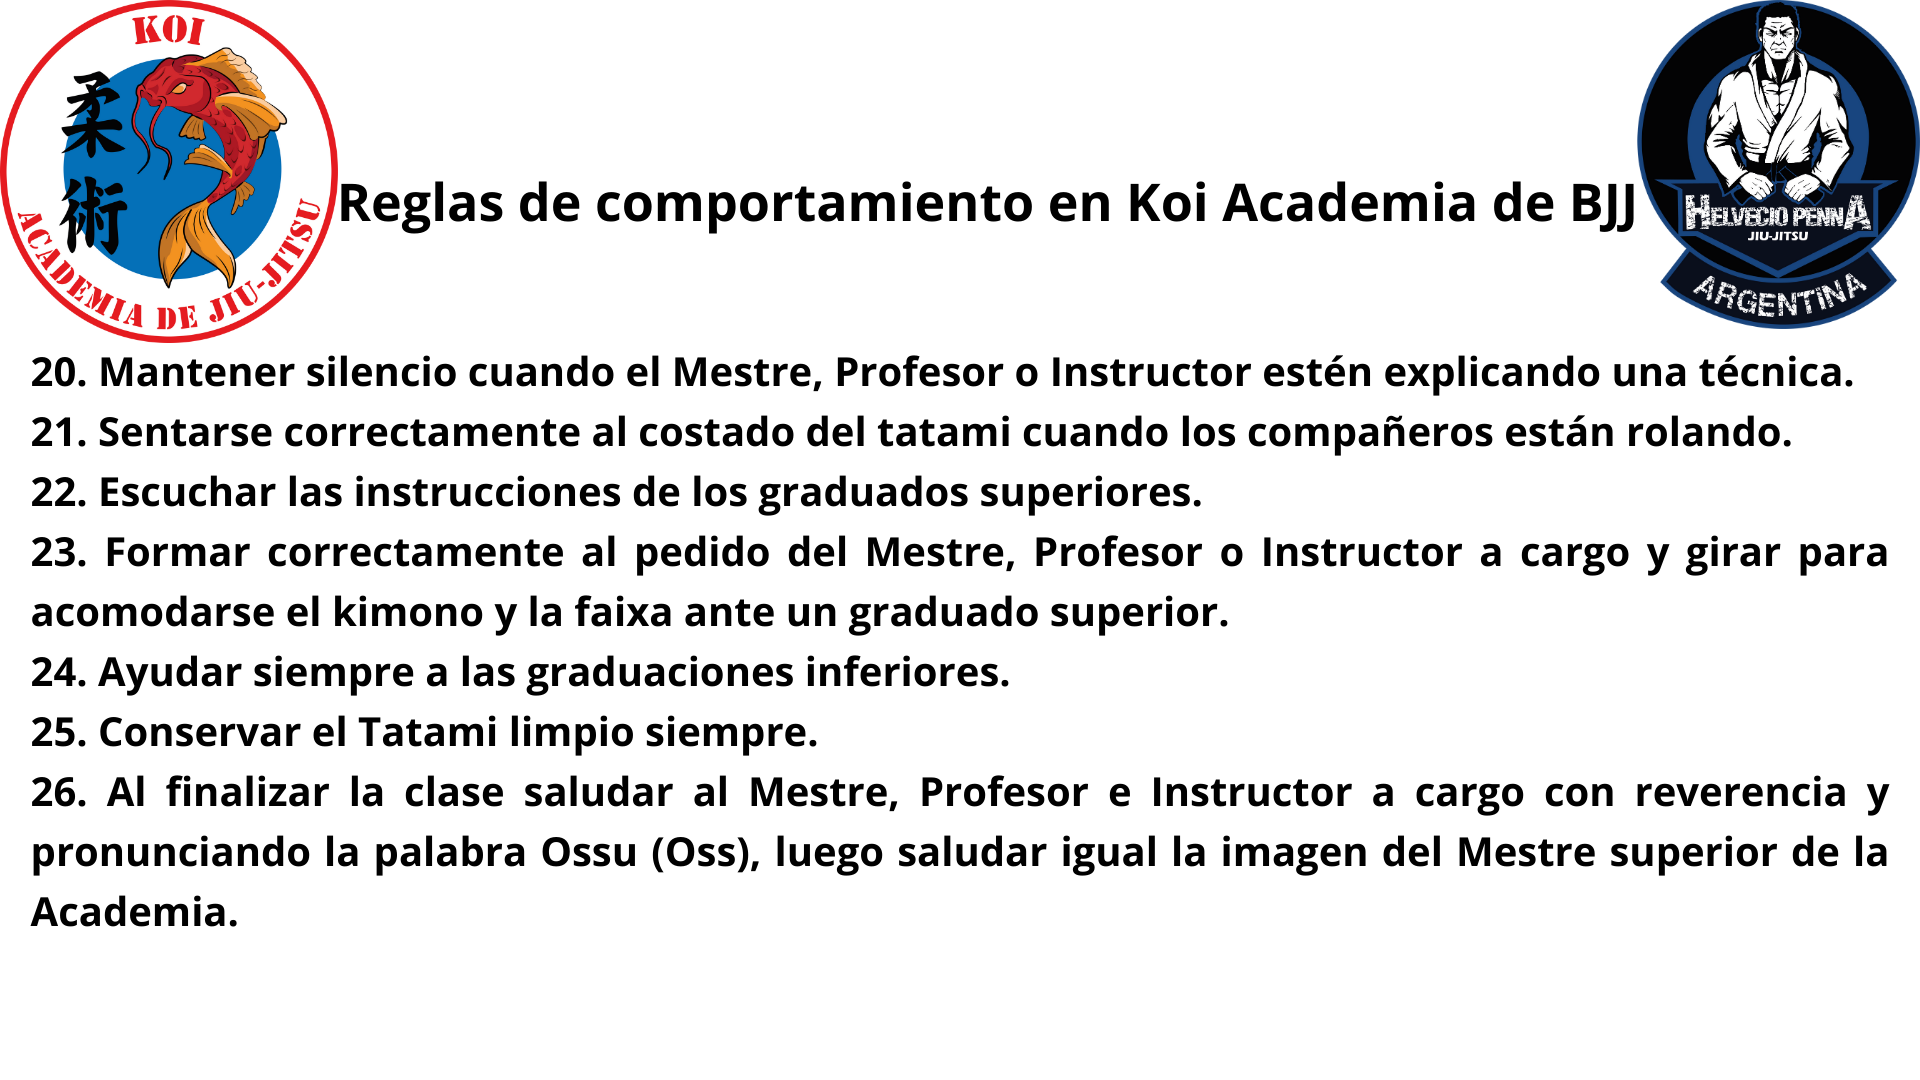 KOI
柔術
ACADEMIA DE JIU-JITSU
HELVECIO PENNA
JIU-JITSU
ARGENTINA
Reglas de comportamiento en Koi Academia de BJJ
20. Mantener silencio cuando el Mestre, Profesor o Instructor estén explicando una técnica.
21. Sentarse correctamente al costado del tatami cuando los compañeros están rolando.
22. Escuchar las instrucciones de los graduados superiores.
23. Formar correctamente al pedido del Mestre, Profesor o Instructor a cargo y girar para
acomodarse el kimono y la faixa ante un graduado superior.
24. Ayudar siempre a las graduaciones inferiores.
25. Conservar el Tatami limpio siempre.
26. Al finalizar la clase saludar al Mestre, Profesor e Instructor a cargo con reverencia y
pronunciando la palabra Ossu (Oss), luego saludar igual la imagen del Mestre superior de la
Academia.